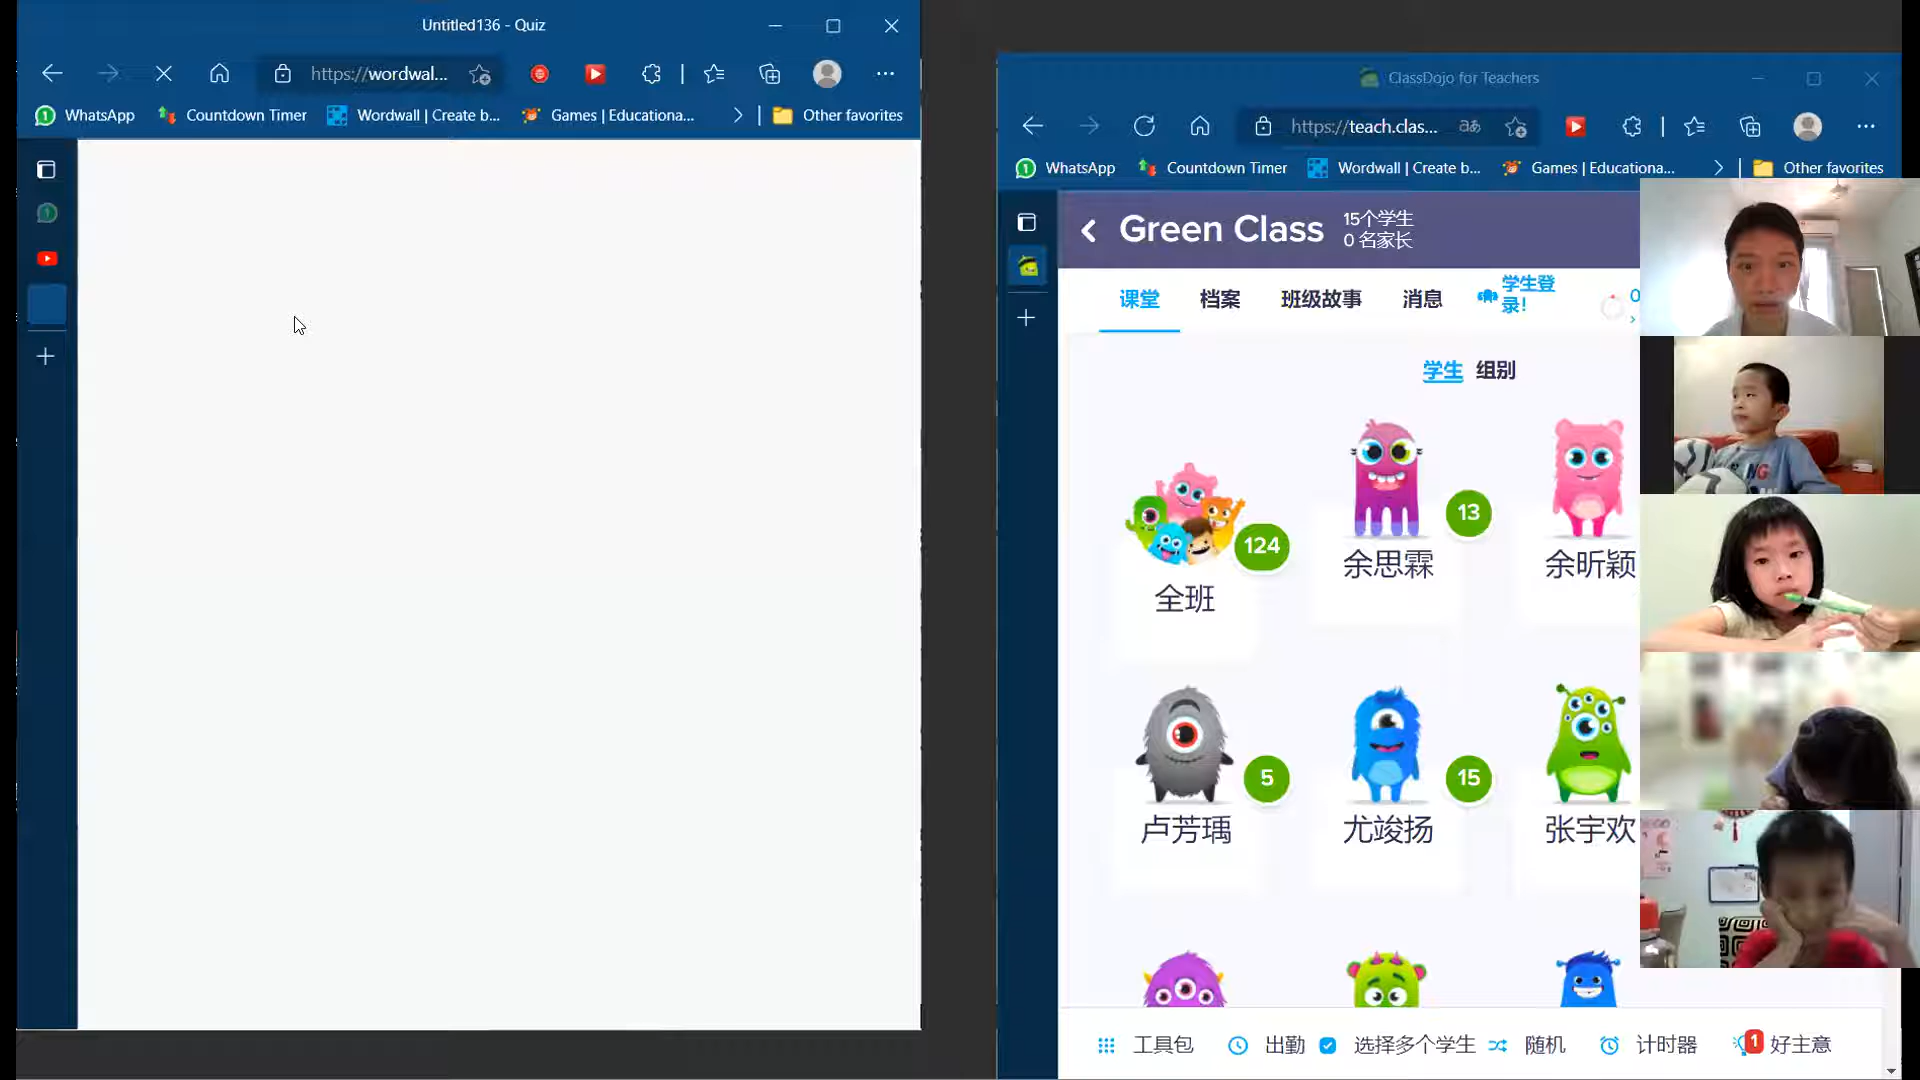 Untitled136 - Quiz
https://wordwal...
WhatsApp
Countdown Timer
Wordwall | Create b...
Games | Educationa...
Other favorites
ClassDojo for Teachers
https://teach.clas...
あ
WhatsApp
Countdown Timer
Wordwall | Create b...
Games | Educationa...
Other favorites
Green Class
15个学生
0 名家长
课堂
档案
班级故事
消息
学生登
录!
0
学生 组别
124
全班
13
余思霖
余昕颖
5
卢芳瑀
15
尤竣扬
张宇欢
工具包
出勤
选择多个学生
随机
计时器
1
好主意